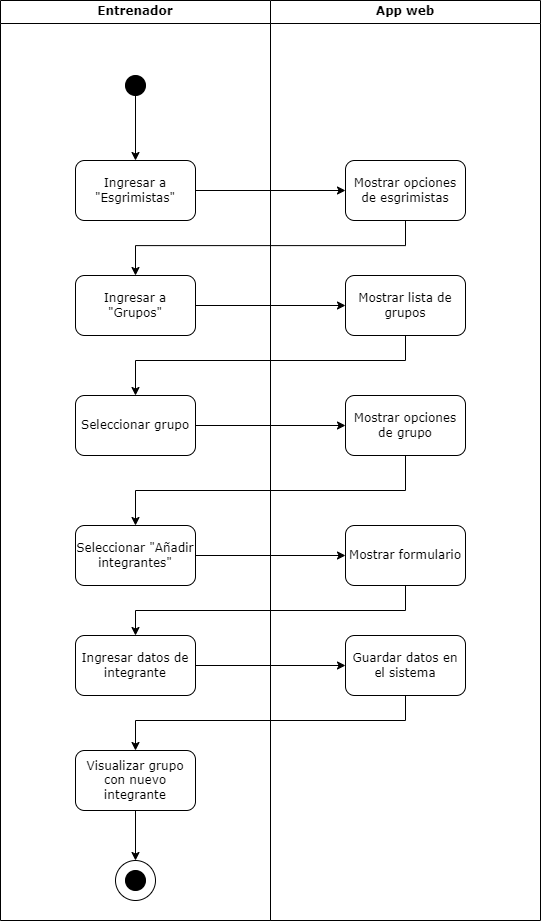 Entrenador
App web
Ingresar a
"Esgrimistas"
Mostrar opciones
de esgrimistas
Ingresar a
"Grupos"
Mostrar lista de
grupos
Seleccionar grupo
Mostrar opciones
de grupo
Seleccionar "Añadir
integrantes"
Mostrar formulario
Ingresar datos de
integrante
Guardar datos en
el sistema
Visualizar grupo
con nuevo
integrante